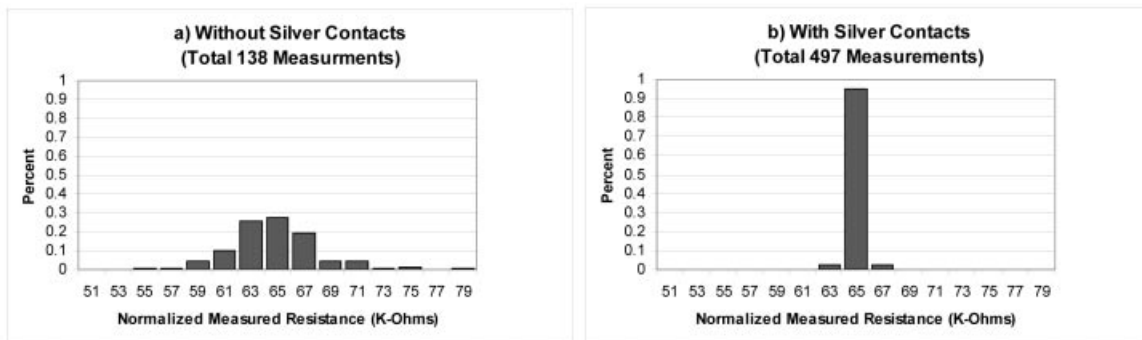 a) Without Silver Contacts
(Total 138 Measurments)
1
0.9
0.8
0.7
0.6
0.5
0.4
0.3
0.2
0.1
0
Percent
51 53 55 57 59 61 63 65 67 69 71 73 75 77 79
Normalized Measured Resistance (K-Ohms)
b) With Silver Contacts
(Total 497 Measurements)
1
0.9
0.8
0.7
0.6
0.5
0.4
0.3
0.2
0.1
0
Percent
51 53 55 57 59 61 63 65 67 69 71 73 75 77 79
Normalized Measured Resistance (K-Ohms)